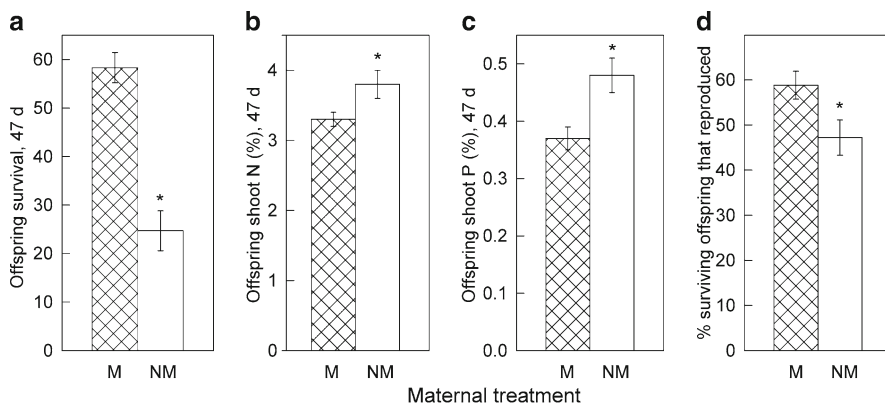 a
Offspring survival, 47 d
60
50
40
30
20
10
0
*
M NM
b
Offspring shoot N (%), 47 d
4
3
2
1
0
*
M NM
c
Offspring shoot P (%), 47 d
0.5
0.4
0.3
0.2
0.1
0.0
*
M NM
d
% surviving offspring that reproduced
60
50
40
30
20
10
0
*
M NM
Maternal treatment